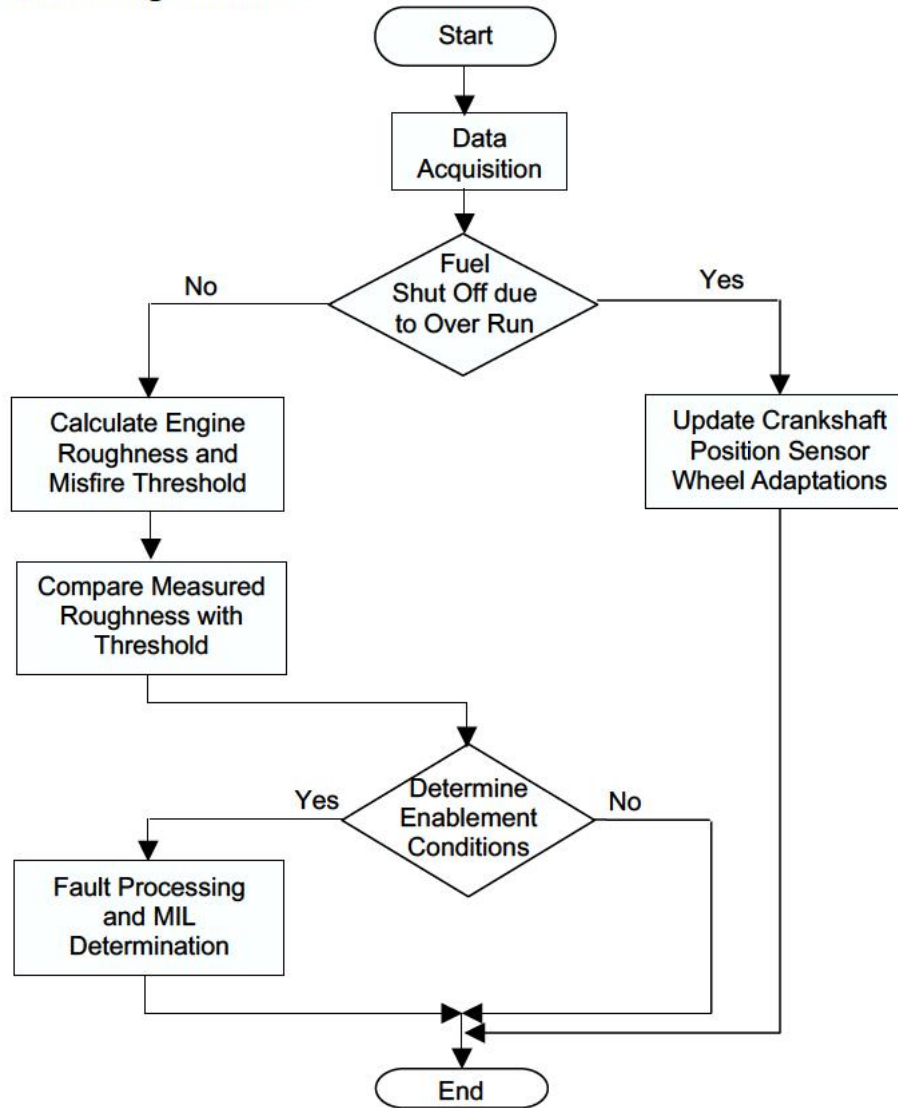 Start
Data
Acquisition
Fuel
Shut Off due
to Over Run
No
Yes
Calculate Engine
Roughness and
Misfire Threshold
Update Crankshaft
Position Sensor
Wheel Adaptations
Compare Measured
Roughness with
Threshold
Determine
Enablement
Conditions
Yes
No
Fault Processing
and MIL
Determination
End